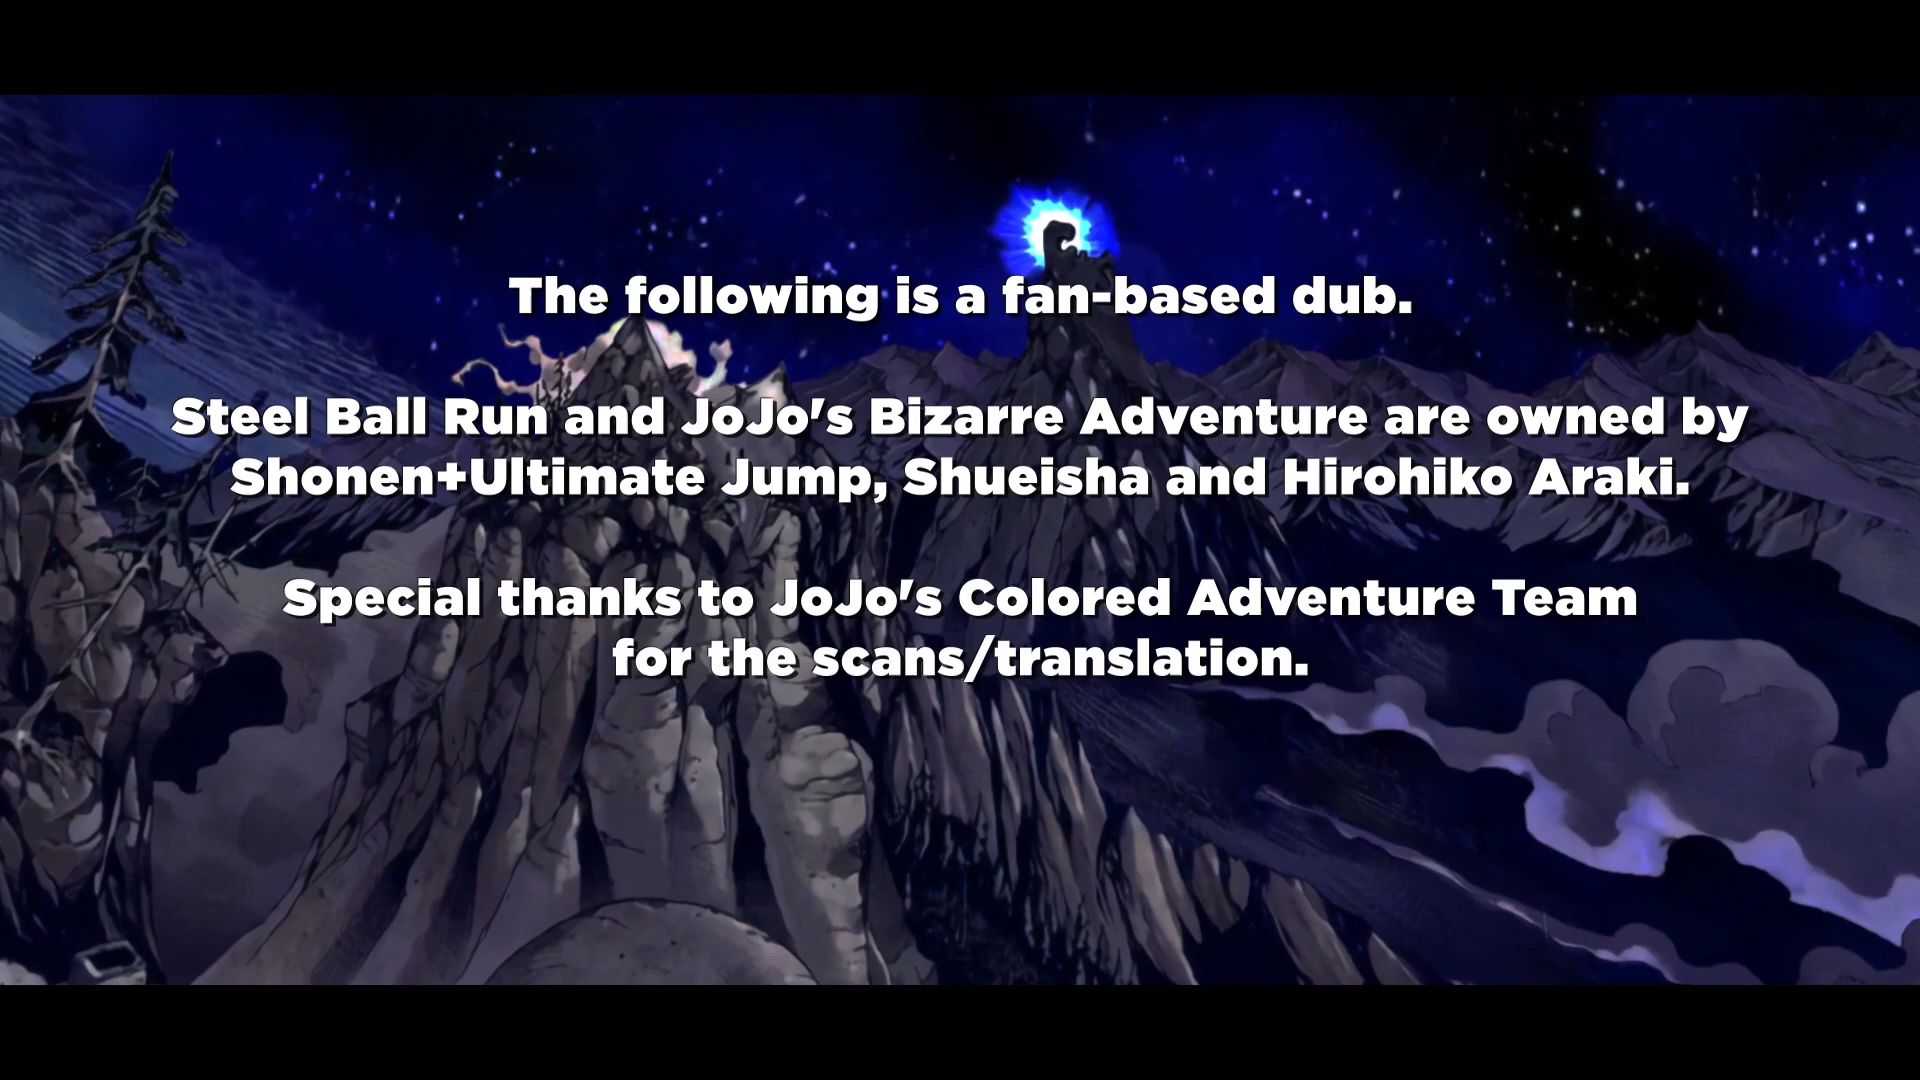 The following is a fan-based dub.
Steel Ball Run and JoJo's Bizarre Adventure are owned by
Shonen+Ultimate Jump, Shueisha and Hirohiko Araki.
Special thanks to JoJo's Colored Adventure Team
for the scans/translation.